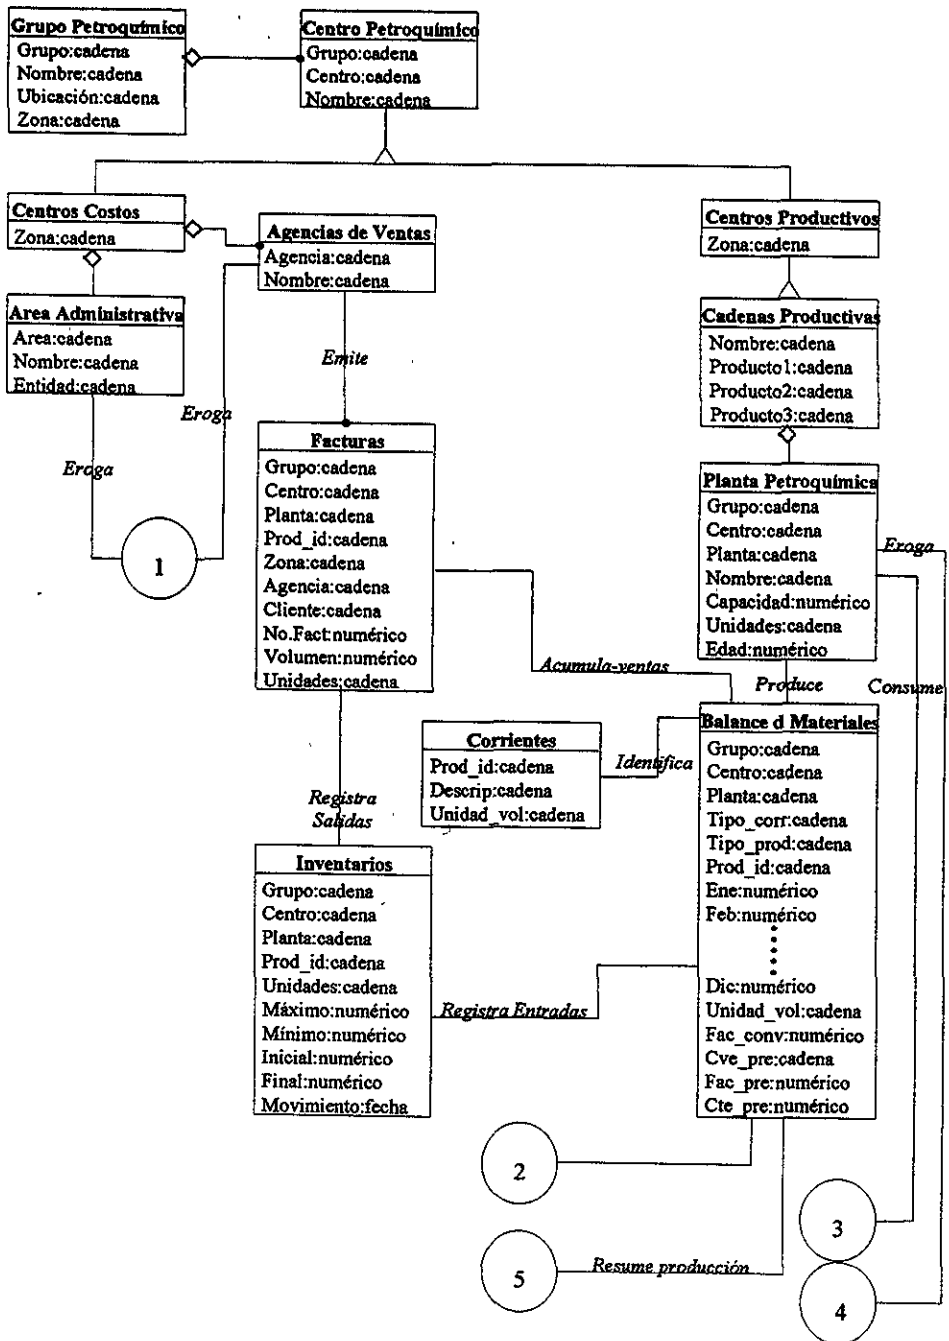 Grupo Petroquímico
Grupo:cadena
Nombre:cadena
Ubicación:cadena
Zona:cadena
Centro Petroquímico
Grupo:cadena
Centro:cadena
Nombre:cadena
Centros Costos
Zona:cadena
Agencias de Ventas
Agencia:cadena
Nombre:cadena
Centros Productivos
Zona:cadena
Area Administrativa
Area:cadena
Nombre:cadena
Entidad:cadena
Cadenas Productivas
Nombre:cadena
Producto1:cadena
Producto2:cadena
Producto3:cadena
Emite
Eroga
Eroga
1
Facturas
Grupo:cadena
Centro:cadena
Planta:cadena
Prod_id:cadena
Zona:cadena
Agencia:cadena
Cliente:cadena
No.Fact:numérico
Volumen:numérico
Unidades:cadena
Planta Petroquímica
Grupo:cadena
Centro:cadena
Planta:cadena
Nombre:cadena
Capacidad:numérico
Unidades:cadena
Edad:numérico
Eroga
Acumula-ventas
Produce
Consume
Corrientes
Prod_id:cadena
Descrip:cadena
Unidad_vol:cadena
Identifica
Balance d Materiales
Grupo:cadena
Centro:cadena
Planta:cadena
Tipo_corr:cadena
Tipo_prod:cadena
Prod_id:cadena
Ene:numérico
Feb:numérico
Dic:numérico
Unidad_vol:cadena
Fac_conv:numérico
Cve_pre:cadena
Fac_pre:numérico
Cte_pre:numérico
Registra
Salidas
Inventarios
Grupo:cadena
Centro:cadena
Planta:cadena
Prod_id:cadena
Unidades:cadena
Máximo:numérico
Mínimo:numérico
Inicial:numérico
Final:numérico
Movimiento:fecha
Registra Entradas
2
3
5
Resume producción
4